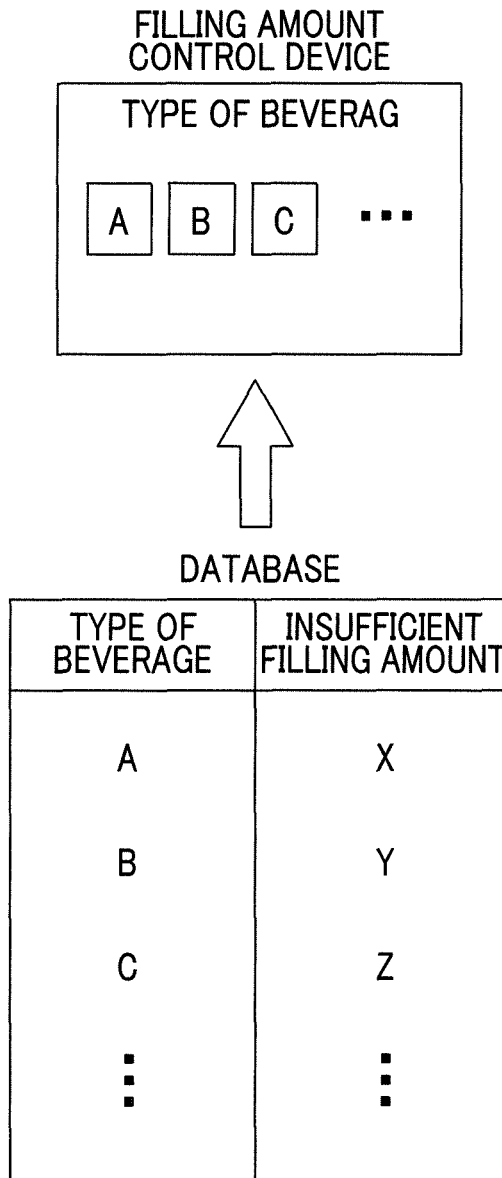 FILLING AMOUNT
CONTROL DEVICE
TYPE OF BEVERAG
A B C ...
DATABASE
TYPE OF BEVERAGE INSUFFICIENT FILLING AMOUNT
A X
B Y
C Z
⋮ ⋮